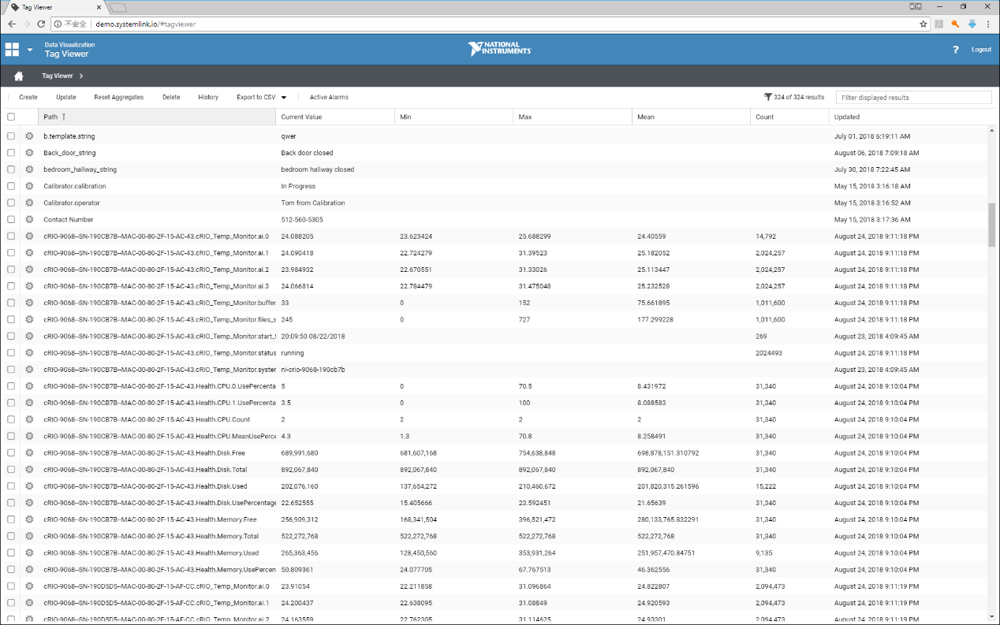 Tag Viewer
不安全 demo.systemlink.io/#tagviewer
Data Visualization
Tag Viewer
NATIONAL INSTRUMENTS
? Logout
Tag Viewer
Create Update Reset Aggregates Delete History Export to CSV Active Alarms 324 of 324 results Filter displayed results
Path Current Value Min Max Mean Count Updated
b.template.string qwer July 01, 2018 6:19:11 AM
Back_door_string Back door closed August 06, 2018 7:09:18 AM
bedroom_hallway_string bedroom hallway closed July 30, 2018 7:22:45 AM
Calibrator.calibration In Progress May 15, 2018 3:16:18 AM
Calibrator.operator Tom from Calibration May 15, 2018 3:16:52 AM
Contact Number 512-560-5305 May 15, 2018 3:17:36 AM
cRIO-9068--SN-190CB7B--MAC-00-80-2F-15-AC-43.cRIO_Temp_Monitor.ai.0 24.088205 23.623424 25.688299 24.40559 14,792 August 24, 2018 9:11:18 PM
cRIO-9068--SN-190CB7B--MAC-00-80-2F-15-AC-43.cRIO_Temp_Monitor.ai.1 24.090418 22.724279 31.39523 25.182052 2,024,257 August 24, 2018 9:11:18 PM
cRIO-9068--SN-190CB7B--MAC-00-80-2F-15-AC-43.cRIO_Temp_Monitor.ai.2 23.984932 22.670551 31.33026 25.113447 2,024,257 August 24, 2018 9:11:18 PM
cRIO-9068--SN-190CB7B--MAC-00-80-2F-15-AC-43.cRIO_Temp_Monitor.ai.3 24.066814 22.784479 31.475048 25.232528 2,024,257 August 24, 2018 9:11:18 PM
cRIO-9068--SN-190CB7B--MAC-00-80-2F-15-AC-43.cRIO_Temp_Monitor.buffer 33 0 152 75.661895 1,011,600 August 24, 2018 9:11:18 PM
cRIO-9068--SN-190CB7B--MAC-00-80-2F-15-AC-43.cRIO_Temp_Monitor.files_s 245 0 727 177.299228 1,011,600 August 24, 2018 9:11:18 PM
cRIO-9068--SN-190CB7B--MAC-00-80-2F-15-AC-43.cRIO_Temp_Monitor.start_t 20:09:50 08/22/2018 269 August 23, 2018 4:09:45 AM
cRIO-9068--SN-190CB7B--MAC-00-80-2F-15-AC-43.cRIO_Temp_Monitor.status running 2024493 August 24, 2018 9:11:18 PM
cRIO-9068--SN-190CB7B--MAC-00-80-2F-15-AC-43.cRIO_Temp_Monitor.system ni-crio-9068-190cb7b August 23, 2018 4:09:45 AM
cRIO-9068--SN-190CB7B--MAC-00-80-2F-15-AC-43.Health.CPU.0.UsePercenta 5 0 70.5 8.431972 31,340 August 24, 2018 9:10:04 PM
cRIO-9068--SN-190CB7B--MAC-00-80-2F-15-AC-43.Health.CPU.1.UsePercenta 3.5 0 100 8.088583 31,340 August 24, 2018 9:10:04 PM
cRIO-9068--SN-190CB7B--MAC-00-80-2F-15-AC-43.Health.CPU.Count 2 2 2 2 31,340 August 24, 2018 9:10:04 PM
cRIO-9068--SN-190CB7B--MAC-00-80-2F-15-AC-43.Health.CPU.MeanUsePerce 4.3 1.3 70.8 8.258491 31,340 August 24, 2018 9:10:04 PM
cRIO-9068--SN-190CB7B--MAC-00-80-2F-15-AC-43.Health.Disk.Free 689,991,680 681,607,168 754,638,848 698,878,151.310792 31,340 August 24, 2018 9:10:04 PM
cRIO-9068--SN-190CB7B--MAC-00-80-2F-15-AC-43.Health.Disk.Total 892,067,840 892,067,840 892,067,840 892,067,840 31,340 August 24, 2018 9:10:04 PM
cRIO-9068--SN-190CB7B--MAC-00-80-2F-15-AC-43.Health.Disk.Used 202,076,160 137,654,272 210,460,672 201,820,315.261596 15,222 August 24, 2018 9:10:04 PM
cRIO-9068--SN-190CB7B--MAC-00-80-2F-15-AC-43.Health.Disk.UsePercentage 22.652555 15.405666 23.592451 21.65639 31,340 August 24, 2018 9:10:04 PM
cRIO-9068--SN-190CB7B--MAC-00-80-2F-15-AC-43.Health.Memory.Free 256,909,312 168,341,504 396,521,472 280,133,765.832291 31,340 August 24, 2018 9:10:04 PM
cRIO-9068--SN-190CB7B--MAC-00-80-2F-15-AC-43.Health.Memory.Total 522,272,768 522,272,768 522,272,768 522,272,768 31,340 August 24, 2018 9:10:04 PM
cRIO-9068--SN-190CB7B--MAC-00-80-2F-15-AC-43.Health.Memory.Used 265,363,456 128,450,560 353,931,264 251,957,470.84751 9,135 August 24, 2018 9:10:04 PM
cRIO-9068--SN-190CB7B--MAC-00-80-2F-15-AC-43.Health.Memory.UsePercen 50.809361 24.077705 67.767513 46.362556 31,340 August 24, 2018 9:10:04 PM
cRIO-9068--SN-190D5D5--MAC-00-80-2F-15-AF-CC.cRIO_Temp_Monitor.ai.0 23.91054 22.211858 31.096864 24.822807 2,094,473 August 24, 2018 9:11:19 PM
cRIO-9068--SN-190D5D5--MAC-00-80-2F-15-AF-CC.cRIO_Temp_Monitor.ai.1 24.200437 22.638095 31.08849 24.920593 2,094,473 August 24, 2018 9:11:19 PM
cRIO-9068--SN-190D5D5--MAC-00-80-2F-15-AF-CC.cRIO_Temp_Monitor.ai.2 24.163559 22.762305 31.114625 24.93301 2,094,473 August 24, 2018 9:11:19 PM